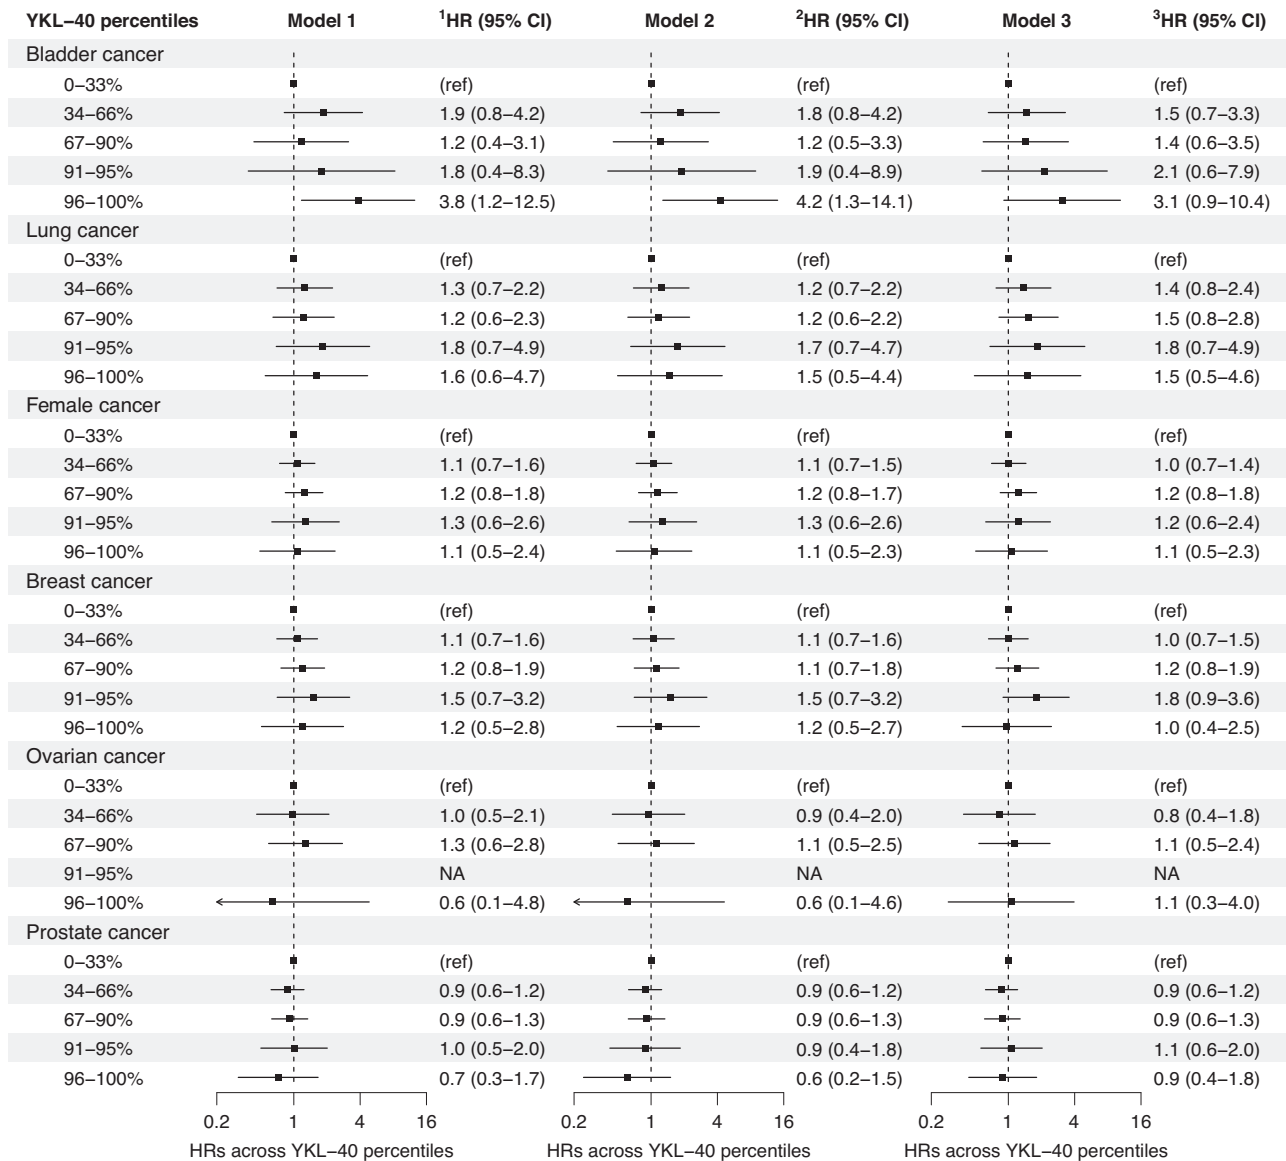 YKL−40 percentiles Model 1 ¹HR (95% CI) Model 2 ²HR (95% CI) Model 3 ³HR (95% CI)
Bladder cancer
0−33% (ref) (ref) (ref)
34−66% 1.9 (0.8−4.2) 1.8 (0.8−4.2) 1.5 (0.7−3.3)
67−90% 1.2 (0.4−3.1) 1.2 (0.5−3.3) 1.4 (0.6−3.5)
91−95% 1.8 (0.4−8.3) 1.9 (0.4−8.9) 2.1 (0.6−7.9)
96−100% 3.8 (1.2−12.5) 4.2 (1.3−14.1) 3.1 (0.9−10.4)
Lung cancer
0−33% (ref) (ref) (ref)
34−66% 1.3 (0.7−2.2) 1.2 (0.7−2.2) 1.4 (0.8−2.4)
67−90% 1.2 (0.6−2.3) 1.2 (0.6−2.2) 1.5 (0.8−2.8)
91−95% 1.8 (0.7−4.9) 1.7 (0.7−4.7) 1.8 (0.7−4.9)
96−100% 1.6 (0.6−4.7) 1.5 (0.5−4.4) 1.5 (0.5−4.6)
Female cancer
0−33% (ref) (ref) (ref)
34−66% 1.1 (0.7−1.6) 1.1 (0.7−1.5) 1.0 (0.7−1.4)
67−90% 1.2 (0.8−1.8) 1.2 (0.8−1.7) 1.2 (0.8−1.8)
91−95% 1.3 (0.6−2.6) 1.3 (0.6−2.6) 1.2 (0.6−2.4)
96−100% 1.1 (0.5−2.4) 1.1 (0.5−2.3) 1.1 (0.5−2.3)
Breast cancer
0−33% (ref) (ref) (ref)
34−66% 1.1 (0.7−1.6) 1.1 (0.7−1.6) 1.0 (0.7−1.5)
67−90% 1.2 (0.8−1.9) 1.1 (0.7−1.8) 1.2 (0.8−1.9)
91−95% 1.5 (0.7−3.2) 1.5 (0.7−3.2) 1.8 (0.9−3.6)
96−100% 1.2 (0.5−2.8) 1.2 (0.5−2.7) 1.0 (0.4−2.5)
Ovarian cancer
0−33% (ref) (ref) (ref)
34−66% 1.0 (0.5−2.1) 0.9 (0.4−2.0) 0.8 (0.4−1.8)
67−90% 1.3 (0.6−2.8) 1.1 (0.5−2.5) 1.1 (0.5−2.4)
91−95% NA NA NA
96−100% 0.6 (0.1−4.8) 0.6 (0.1−4.6) 1.1 (0.3−4.0)
Prostate cancer
0−33% (ref) (ref) (ref)
34−66% 0.9 (0.6−1.2) 0.9 (0.6−1.2) 0.9 (0.6−1.2)
67−90% 0.9 (0.6−1.3) 0.9 (0.6−1.3) 0.9 (0.6−1.3)
91−95% 1.0 (0.5−2.0) 0.9 (0.4−1.8) 1.1 (0.6−2.0)
96−100% 0.7 (0.3−1.7) 0.6 (0.2−1.5) 0.9 (0.4−1.8)
0.2 1 4 16 0.2 1 4 16 0.2 1 4 16
HRs across YKL−40 percentiles HRs across YKL−40 percentiles HRs across YKL−40 percentiles